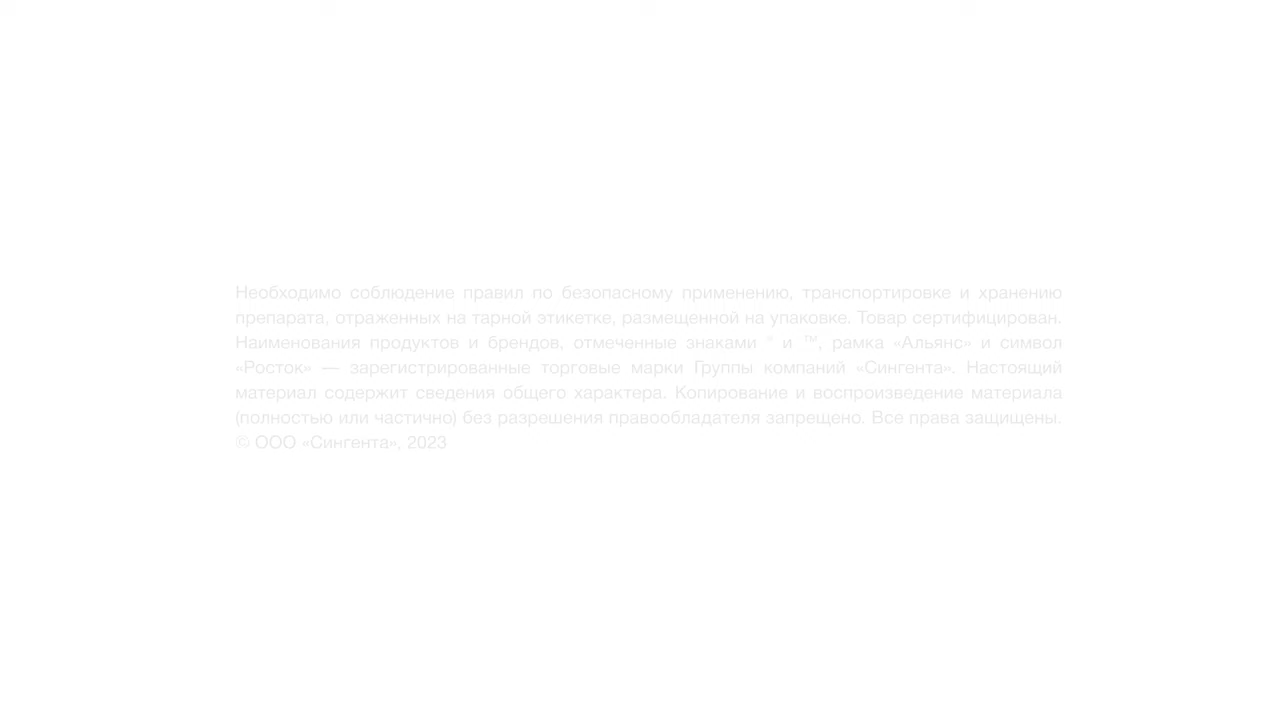 Необходимо соблюдение правил по безопасному применению, транспортировке и хранению
препарата, отраженных на тарной этикетке, размещенной на упаковке. Товар сертифицирован.
Наименования продуктов и брендов, отмеченные знаками ® и ™, рамка «Альянс» и символ
«Росток» — зарегистрированные торговые марки Группы компаний «Сингента». Настоящий
материал содержит сведения общего характера. Копирование и воспроизведение материала
(полностью или частично) без разрешения правообладателя запрещено. Все права защищены.
© ООО «Сингента», 2023